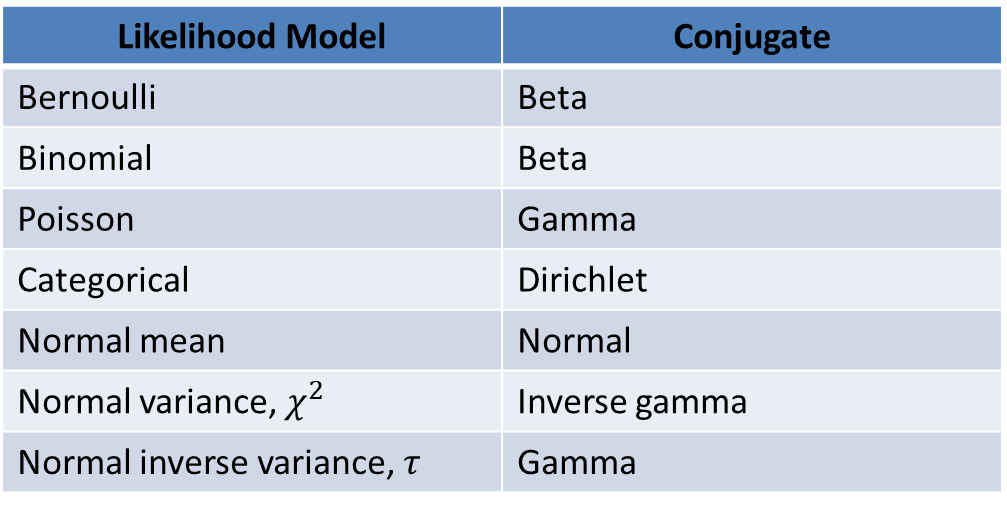 Likelihood Model Conjugate
Bernoulli Beta
Binomial Beta
Poisson Gamma
Categorical Dirichlet
Normal mean Normal
Normal variance, χ² Inverse gamma
Normal inverse variance, τ Gamma